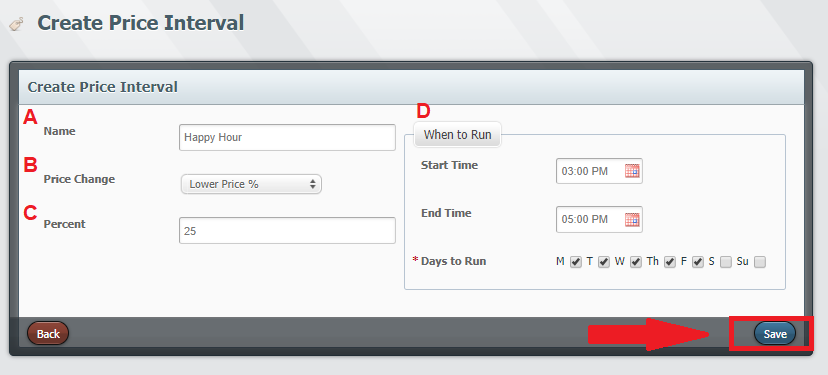 Create Price Interval
Create Price Interval
A
Name
Happy Hour
B
Price Change
Lower Price %
C
Percent
25
D
When to Run
Start Time
03:00 PM
End Time
05:00 PM
* Days to Run M T W Th F S Su
Back
Save